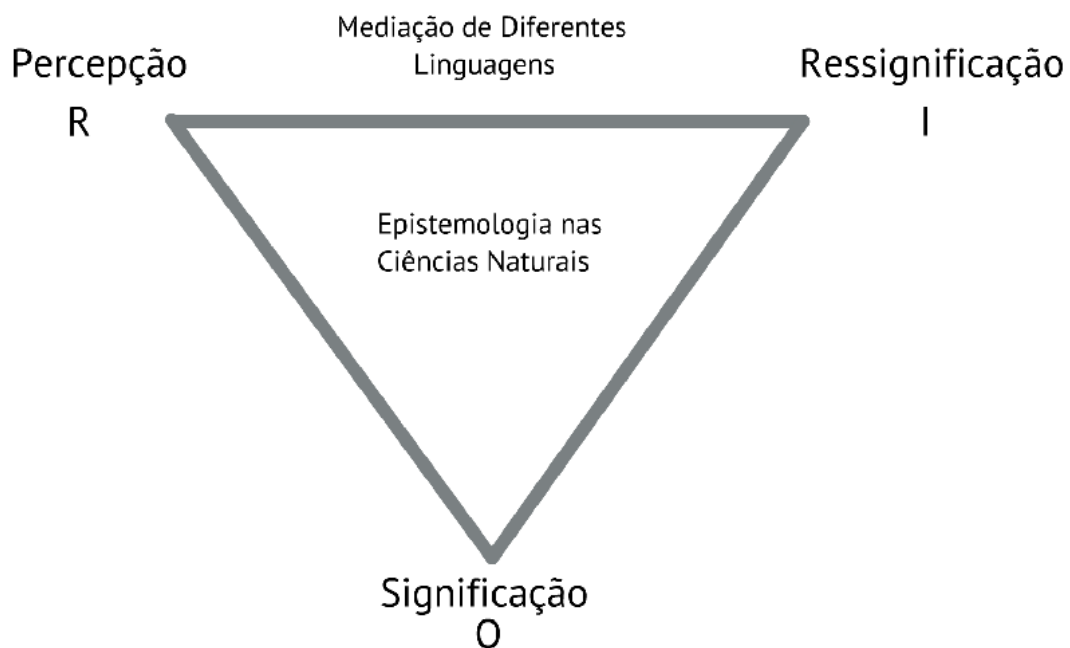 Mediação de Diferentes
Linguagens
Percepção
R
Ressignificação
I
Epistemologia nas
Ciências Naturais
Significação
O